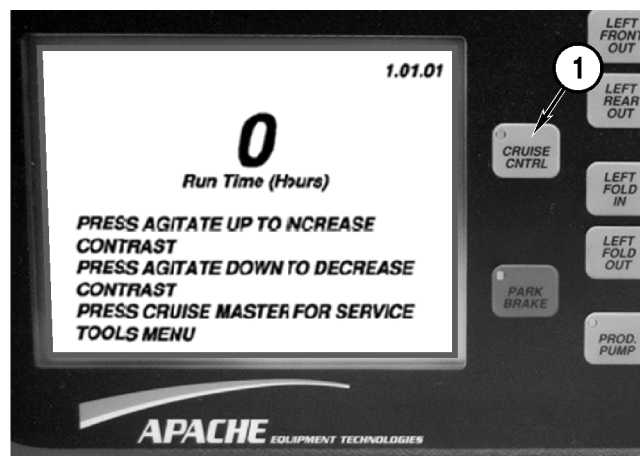 1.01.01
0
Run Time (Hours)
PRESS AGITATE UP TO INCREASE
CONTRAST
PRESS AGITATE DOWN TO DECREASE
CONTRAST
PRESS CRUISE MASTER FOR SERVICE
TOOLS MENU
1
CRUISE
CNTRL
PARK
BRAKE
LEFT
FRONT
OUT
LEFT
REAR
OUT
LEFT
FOLD
IN
LEFT
FOLD
OUT
PROD.
PUMP
APACHE EQUIPMENT TECHNOLOGIES